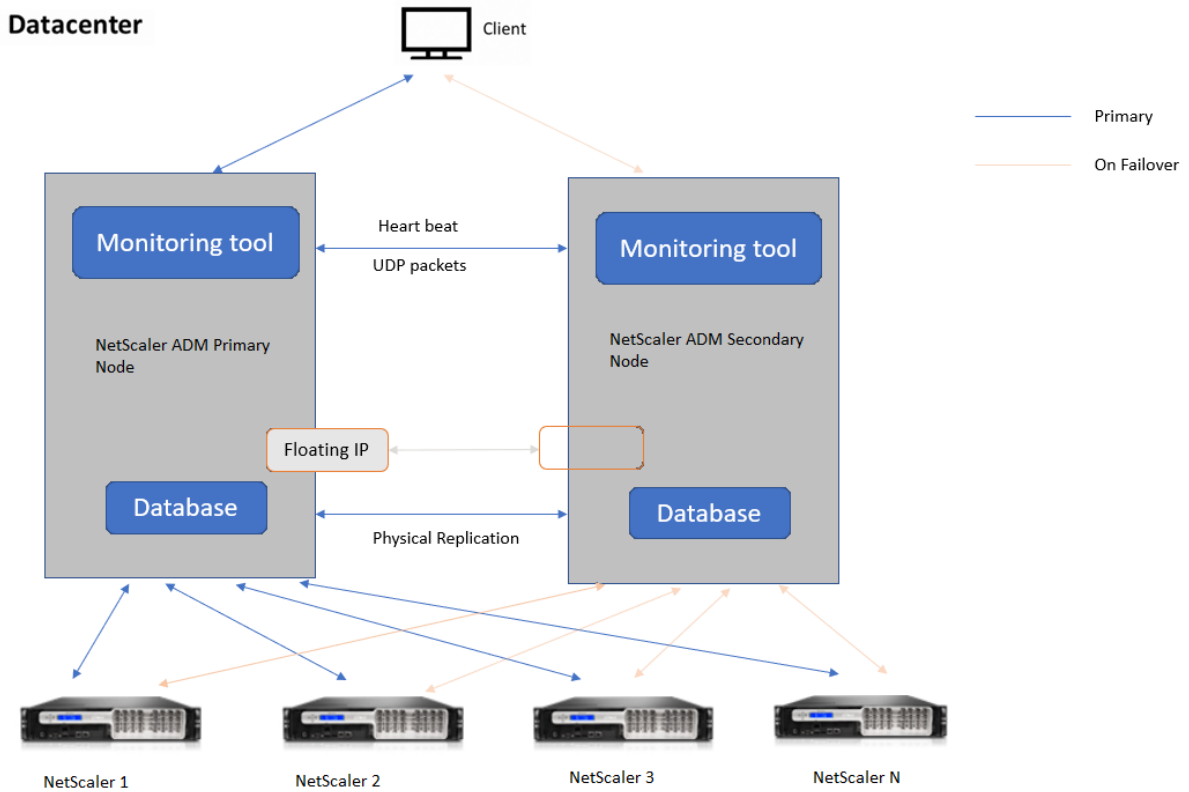 Datacenter
Client
Primary
On Failover
Monitoring tool
Heart beat
UDP packets
Monitoring tool
NetScaler ADM Primary
Node
NetScaler ADM Secondary
Node
Floating IP
Database
Physical Replication
Database
NetScaler 1
NetScaler 2
NetScaler 3
NetScaler N